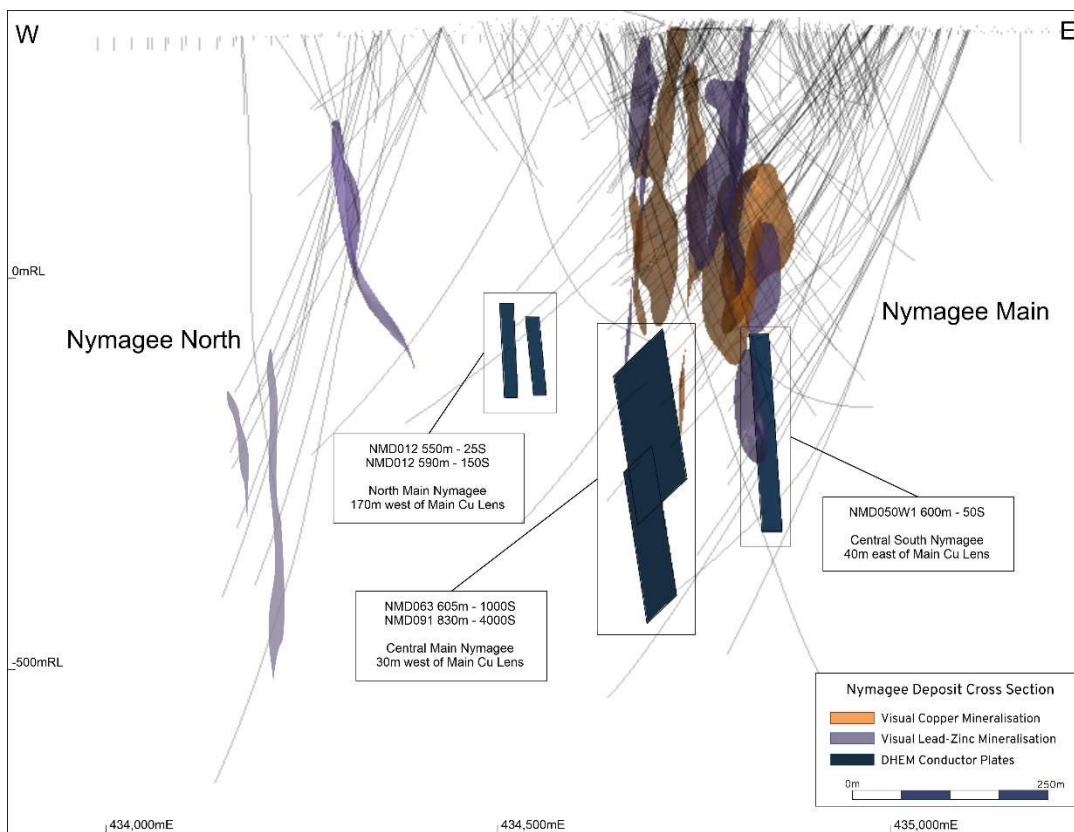 W
E
0mRL
Nymagee North
Nymagee Main
NMD012 550m - 25S
NMD012 590m - 150S
North Main Nymagee
170m west of Main Cu Lens
NMD050W1 600m - 50S
Central South Nymagee
40m east of Main Cu Lens
NMD063 605m - 1000S
NMD091 830m - 4000S
Central Main Nymagee
30m west of Main Cu Lens
-500mRL
Nymagee Deposit Cross Section
Visual Copper Mineralisation
Visual Lead-Zinc Mineralisation
DHEM Conductor Plates
0m 250m
434,000mE 434,500mE 435,000mE